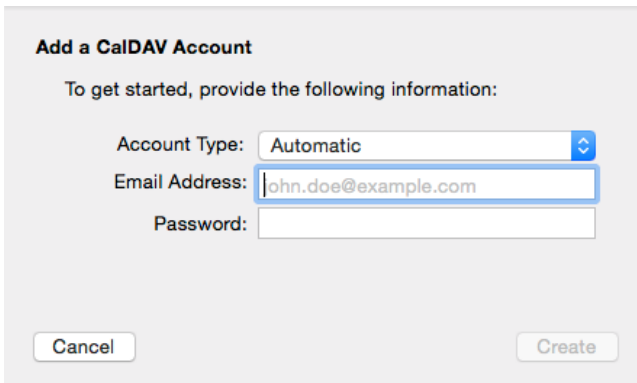 Add a CalDAV Account
To get started, provide the following information:
Account Type: Automatic
Email Address: john.doe@example.com
Password:
Cancel Create